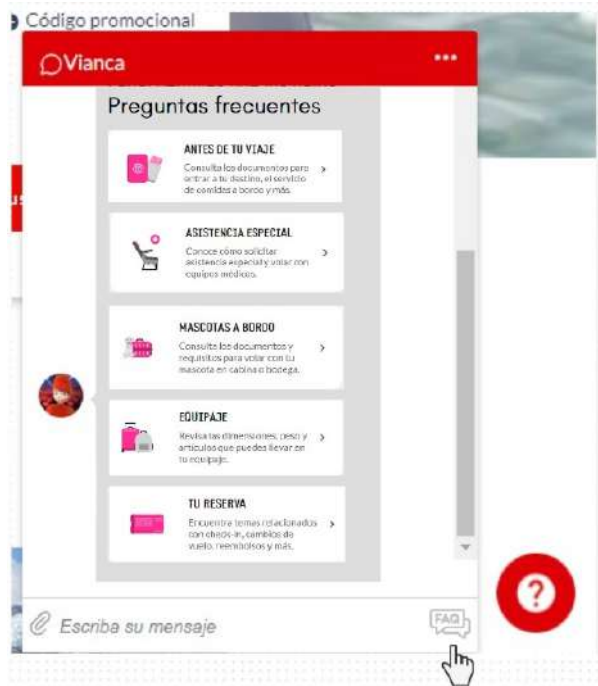 Código promocional
Vianca
Preguntas frecuentes
ANTES DE TU VIAJE
Consulta los documentos para
entrar a tu destino, el servicio
de comidas a bordo y más.
ASISTENCIA ESPECIAL
Conoce cómo solicitar
asistencia especial y volar con
equipos médicos.
MASCOTAS A BORDO
Consulta los documentos y
requisitos para volar con tu
mascota en cabina o bodega.
EQUIPAJE
Revisa las dimensiones, peso y
artículos que puedes llevar en
tu equipaje.
TU RESERVA
Encuentra temas relacionados
con check-in, cambios de
vuelo, reembolsos y más.
Escriba su mensaje
FAQ
?